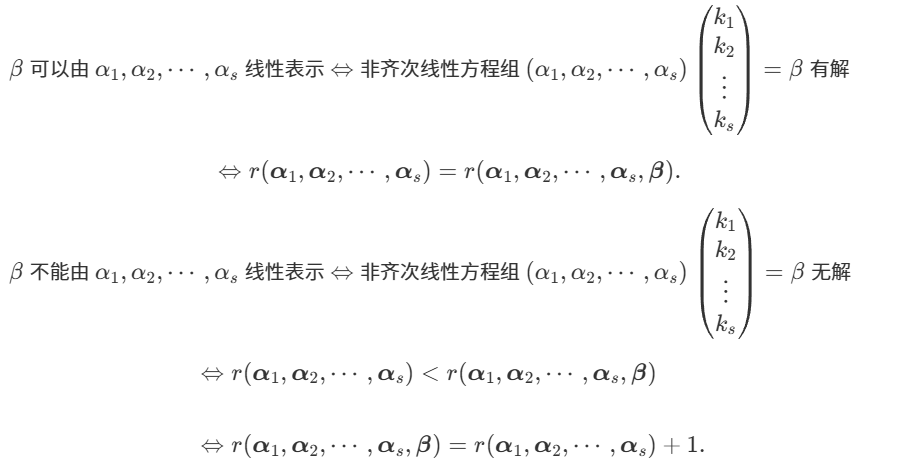 β 可以由 α₁, α₂, ⋯ , αₛ 线性表示 ⇔ 非齐次线性方程组 (α₁, α₂, ⋯ , αₛ) (k₁ k₂ ⋮ kₛ) = β 有解
⇔ r(α₁, α₂, ⋯ , αₛ) = r(α₁, α₂, ⋯ , αₛ, β).
β 不能由 α₁, α₂, ⋯ , αₛ 线性表示 ⇔ 非齐次线性方程组 (α₁, α₂, ⋯ , αₛ) (k₁ k₂ ⋮ kₛ) = β 无解
⇔ r(α₁, α₂, ⋯ , αₛ) < r(α₁, α₂, ⋯ , αₛ, β)
⇔ r(α₁, α₂, ⋯ , αₛ, β) = r(α₁, α₂, ⋯ , αₛ) + 1.